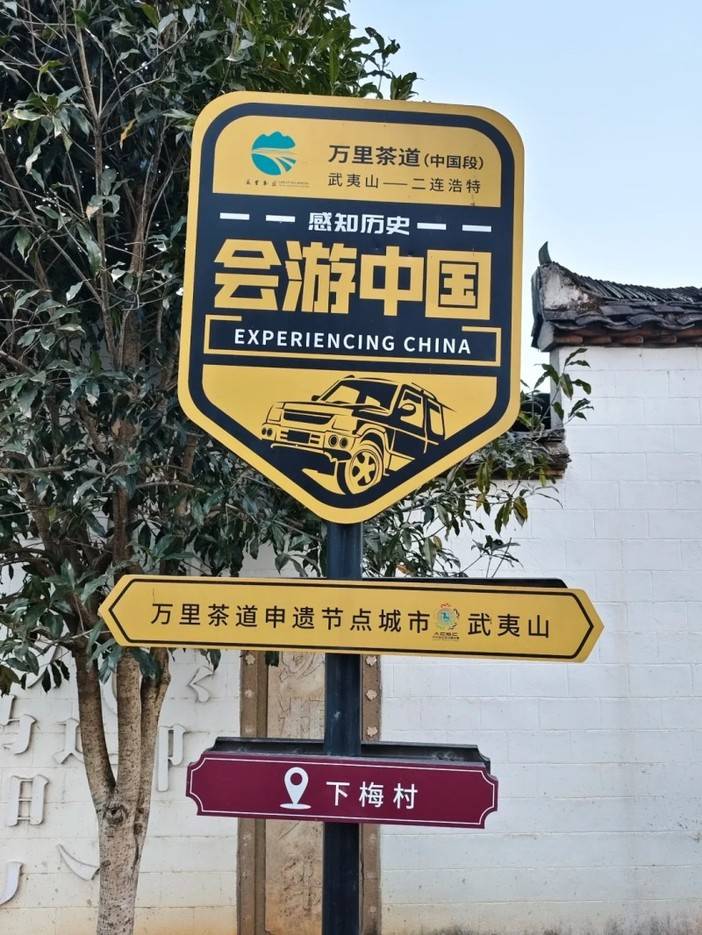 万里茶道(中国段)
武夷山——二连浩特
感知历史
会游中国
EXPERIENCING CHINA
万里茶道申遗节点城市 武夷山
下梅村